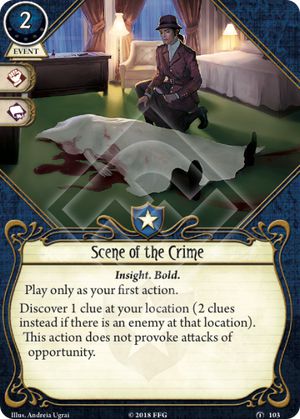 2
EVENT
Scene of the Crime
Insight. Bold.
Play only as your first action.
Discover 1 clue at your location (2 clues
instead if there is an enemy at that location).
This action does not provoke attacks of
opportunity.
Illus. Andreia Ugrai
© 2018 FFG
103